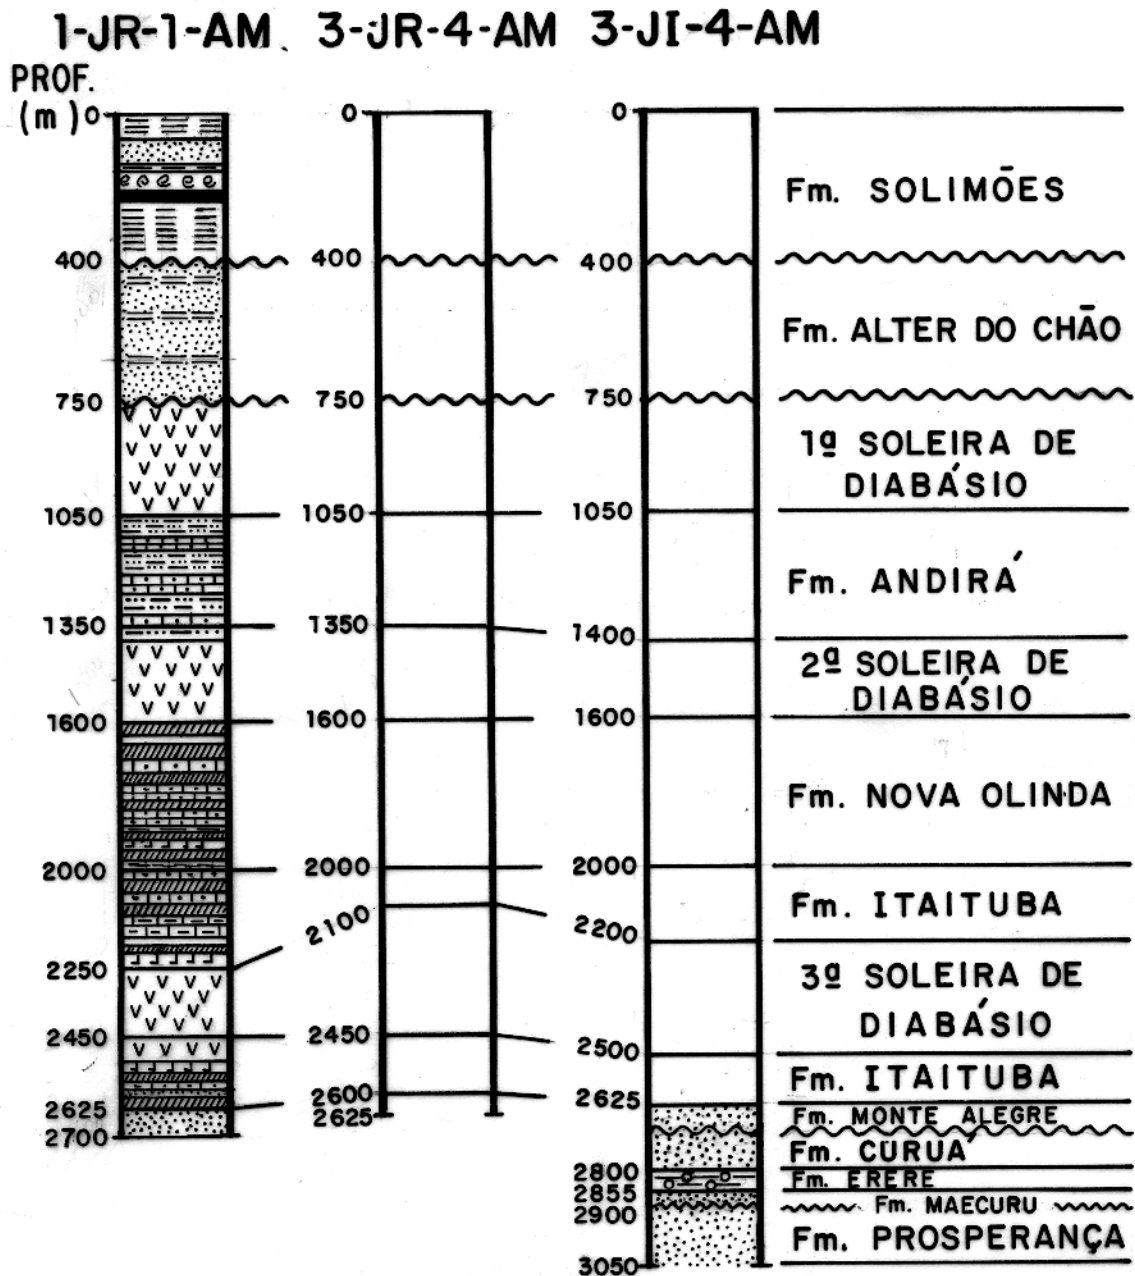 1-JR-1-AM 3-JR-4-AM 3-JI-4-AM
PROF.
(m)
0
400
750
1050
1350
1600
2000
2250
2450
2625
2700
0
400
750
1050
1350
1600
2000
2100
2450
2600
2625
0
400
750
1050
1400
1600
2000
2200
2500
2625
2800
2855
2900
3050
Fm. SOLIMÕES
Fm. ALTER DO CHÃO
1ª SOLEIRA DE
DIABÁSIO
Fm. ANDIRÁ
2ª SOLEIRA DE
DIABÁSIO
Fm. NOVA OLINDA
Fm. ITAITUBA
3ª SOLEIRA DE
DIABÁSIO
Fm. ITAITUBA
Fm. MONTE ALEGRE
Fm. CURUÁ
Fm. ERERE
Fm. MAECURU
Fm. PROSPERANÇA